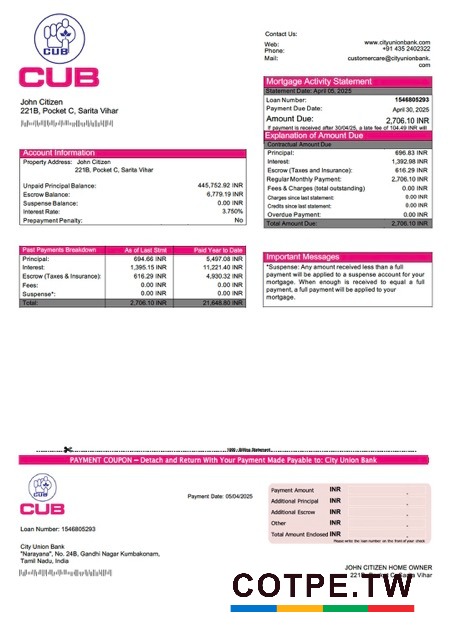 CUB
CUB
John Citizen
221B, Pocket C, Sarita Vihar
Contact Us:
Web: www.cityunionbank.com
Phone: +91 435 2402322
Mail: customercare@cityunionbank.
com
Mortgage Activity Statement
Statement Date: April 05, 2025
Loan Number: 1546805293
Payment Due Date: April 30, 2025
Amount Due: 2,706.10 INR
If payment is received after 30/04/25, a late fee of 104.49 INR will
Explanation of Amount Due
Contractual Amount Due
Principal: 696.83 INR
Interest: 1,392.98 INR
Escrow (Taxes and Insurance): 616.29 INR
Regular Monthly Payment: 2,706.10 INR
Fees & Charges (total outstanding) 0.00 INR
Charges since last statement: 0.00 INR
Credits since last statement: 0.00 INR
Overdue Payment: 0.00 INR
Total Amount Due: 2,706.10 INR
Account Information
Property Address: John Citizen
221B, Pocket C, Sarita Vihar
Unpaid Principal Balance: 445,752.92 INR
Escrow Balance: 6,779.19 INR
Suspense Balance: 0.00 INR
Interest Rate: 3.750%
Prepayment Penalty: No
Past Payments Breakdown As of Last Stmt Paid Year to Date
Principal: 694.66 INR 5,497.08 INR
Interest: 1,395.15 INR 11,221.40 INR
Escrow (Taxes & Insurance): 616.29 INR 4,930.32 INR
Fees: 0.00 INR 0.00 INR
Suspense*: 0.00 INR 0.00 INR
Total: 2,706.10 INR 21,648.80 INR
Important Messages
*Suspense: Any amount received less than a full
payment will be applied to a suspense account for your
mortgage. When enough is received to equal a full
payment, a full payment will be applied to your
mortgage.
PAYMENT COUPON – Detach and Return With Your Payment Made Payable to: City Union Bank
CUB
CUB
Payment Date: 05/04/2025
Payment Amount INR
Additional Principal INR
Additional Escrow INR
Other INR
Total Amount Enclosed INR
Please write the loan number on the front of your check
Loan Number: 1546805293
City Union Bank
"Narayana", No. 24B, Gandhi Nagar Kumbakonam,
Tamil Nadu, India
JOHN CITIZEN HOME OWNER
221B, Pocket C, Sarita Vihar
COTPE.TW